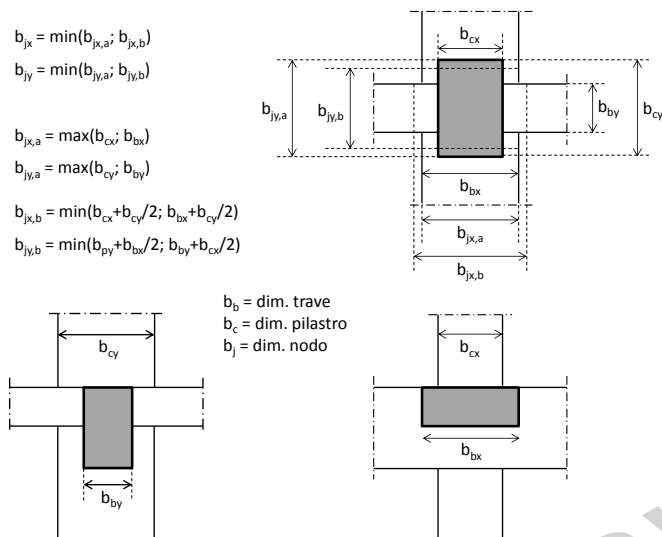 b_jx = min(b_jx,a; b_jx,b)
b_jy = min(b_jy,a; b_jy,b)
b_jx,a = max(b_cx; b_bx)
b_jy,a = max(b_cy; b_by)
b_jx,b = min(b_cx+b_cy/2; b_bx+b_cy/2)
b_jy,b = min(b_py+b_bx/2; b_by+b_cx/2)
b_cx
b_jy,a
b_jy,b
b_by
b_cy
b_bx
b_jx,a
b_jx,b
b_b = dim. trave
b_c = dim. pilastro
b_j = dim. nodo
b_cy
b_by
b_cx
b_bx